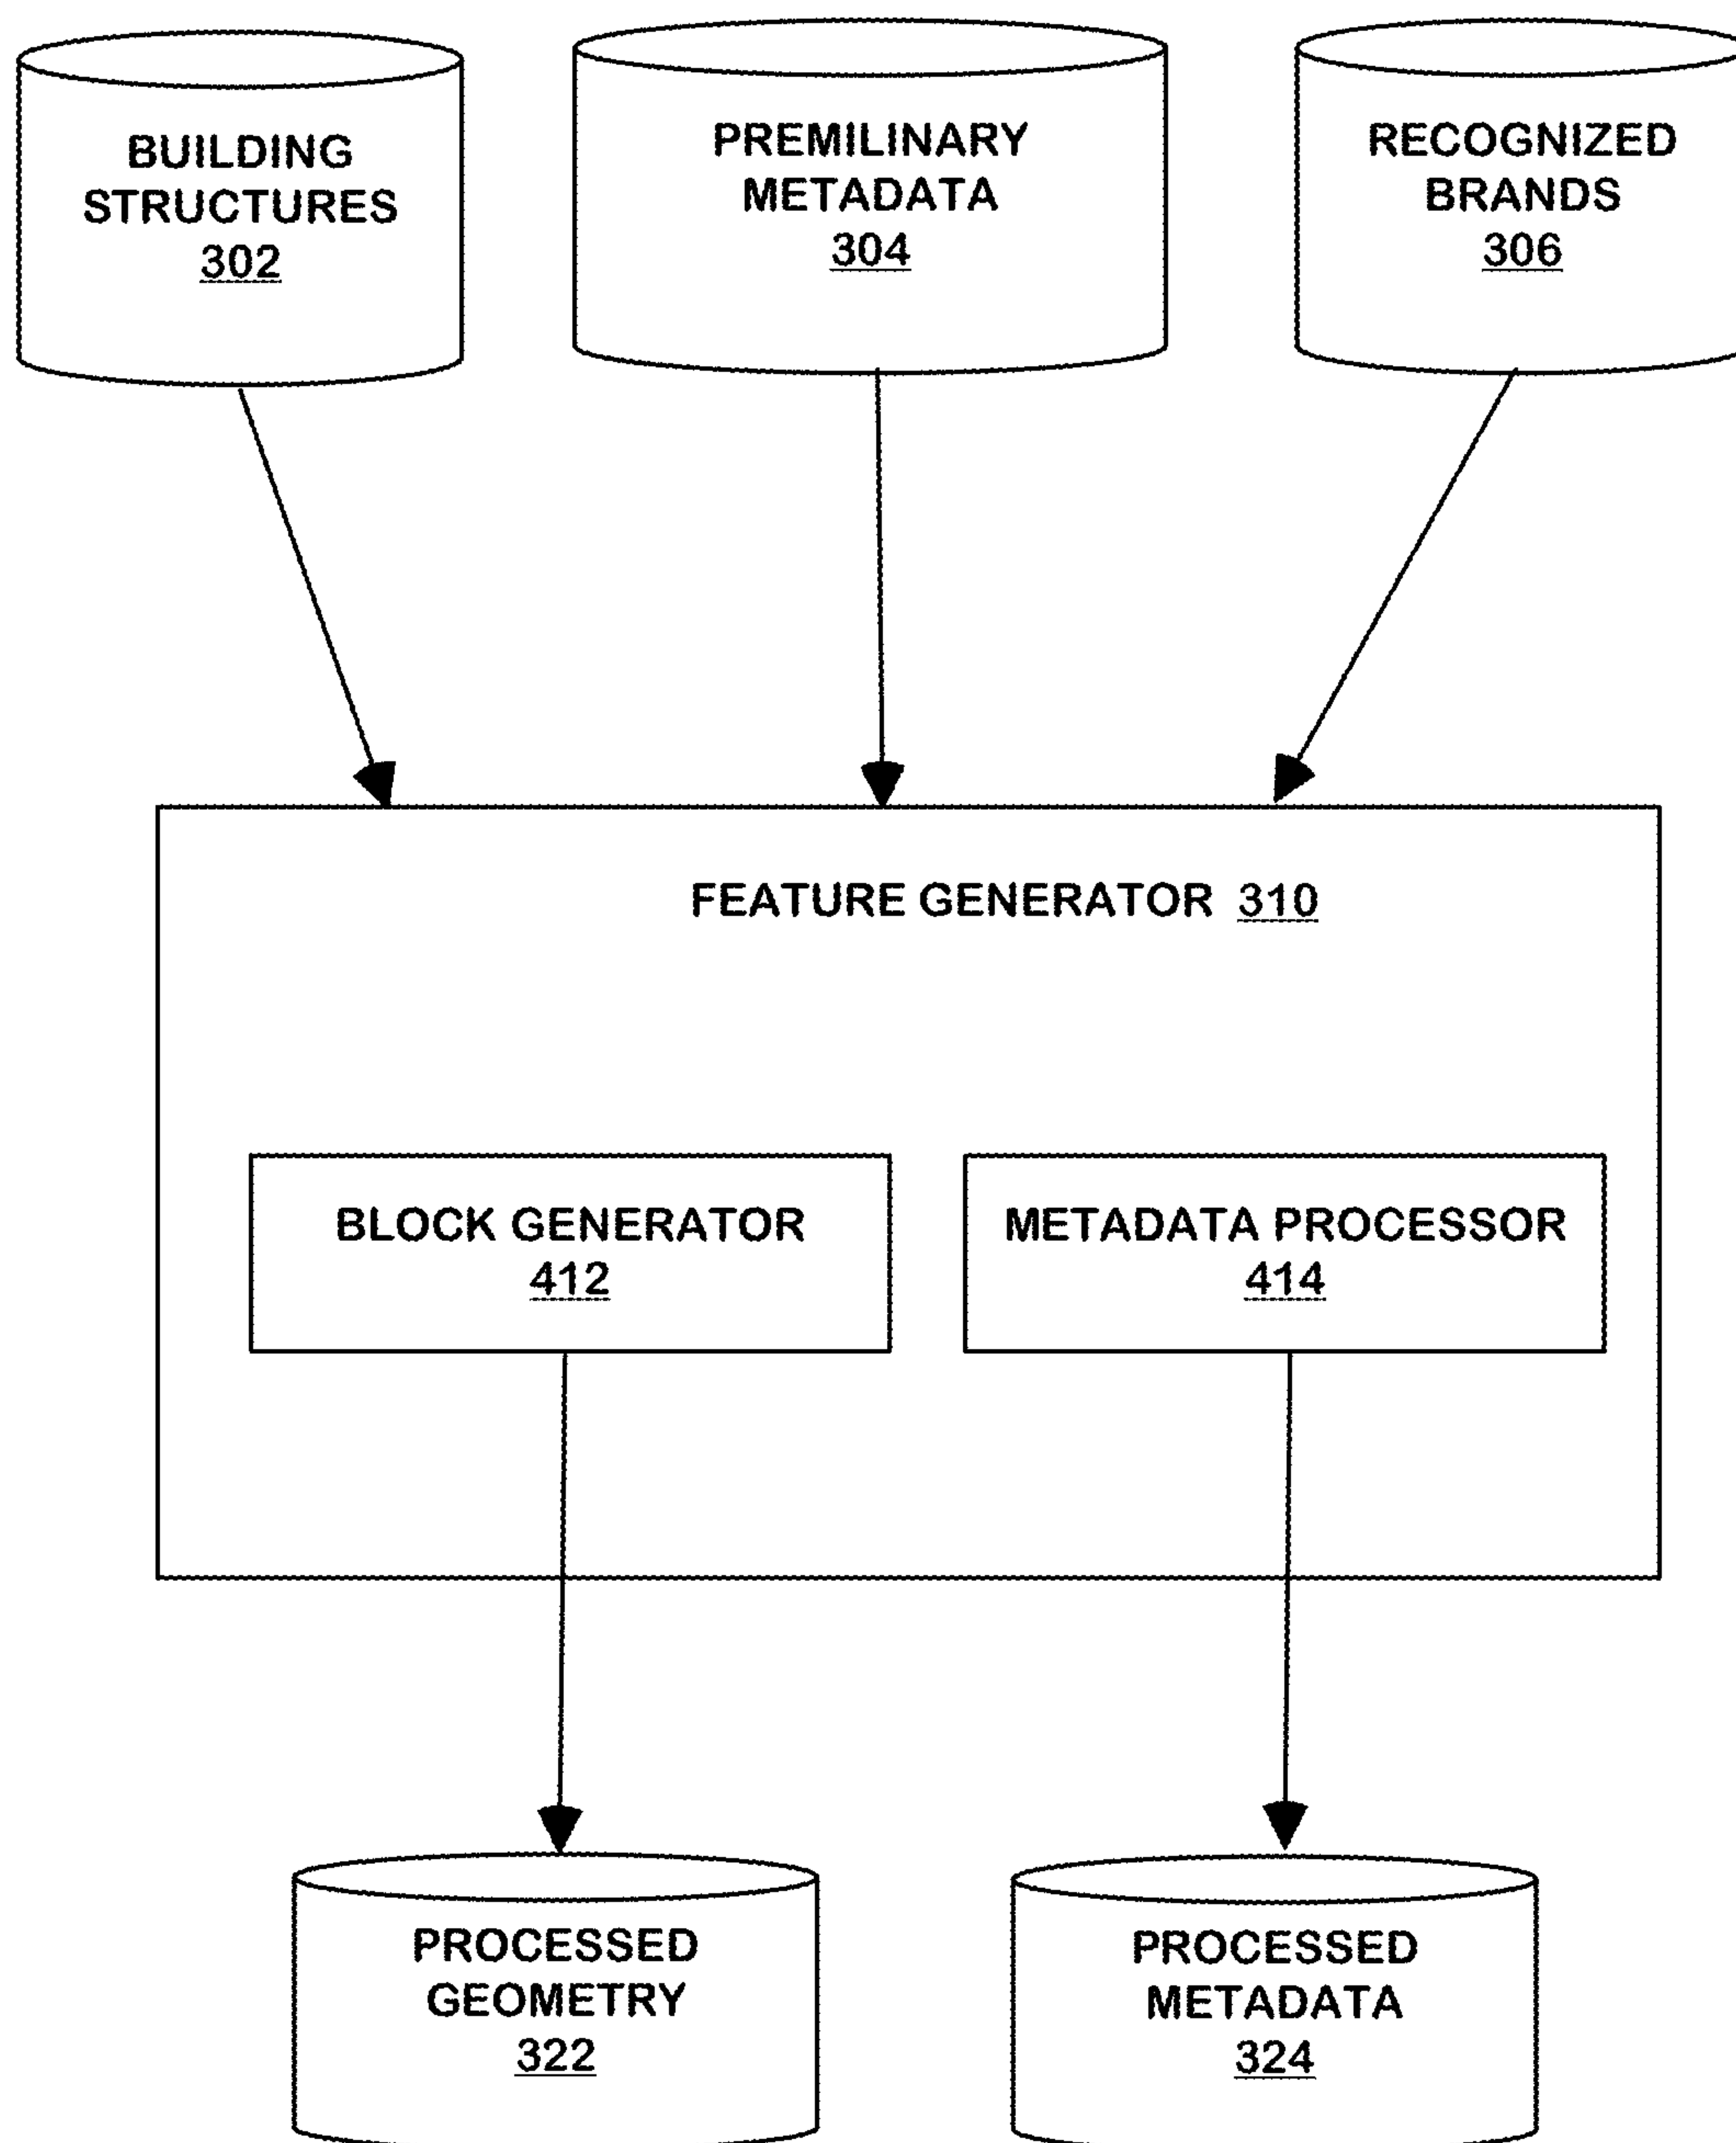 BUILDING
STRUCTURES
302
PREMILINARY
METADATA
304
RECOGNIZED
BRANDS
306
FEATURE GENERATOR 310
BLOCK GENERATOR
412
METADATA PROCESSOR
414
PROCESSED
GEOMETRY
322
PROCESSED
METADATA
324